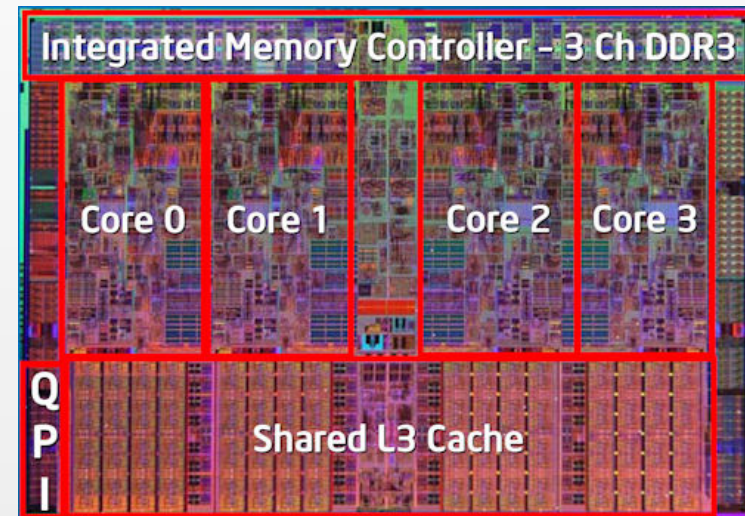 Integrated Memory Controller – 3 Ch DDR3
Core 0
Core 1
Core 2
Core 3
Q
P
I
Shared L3 Cache